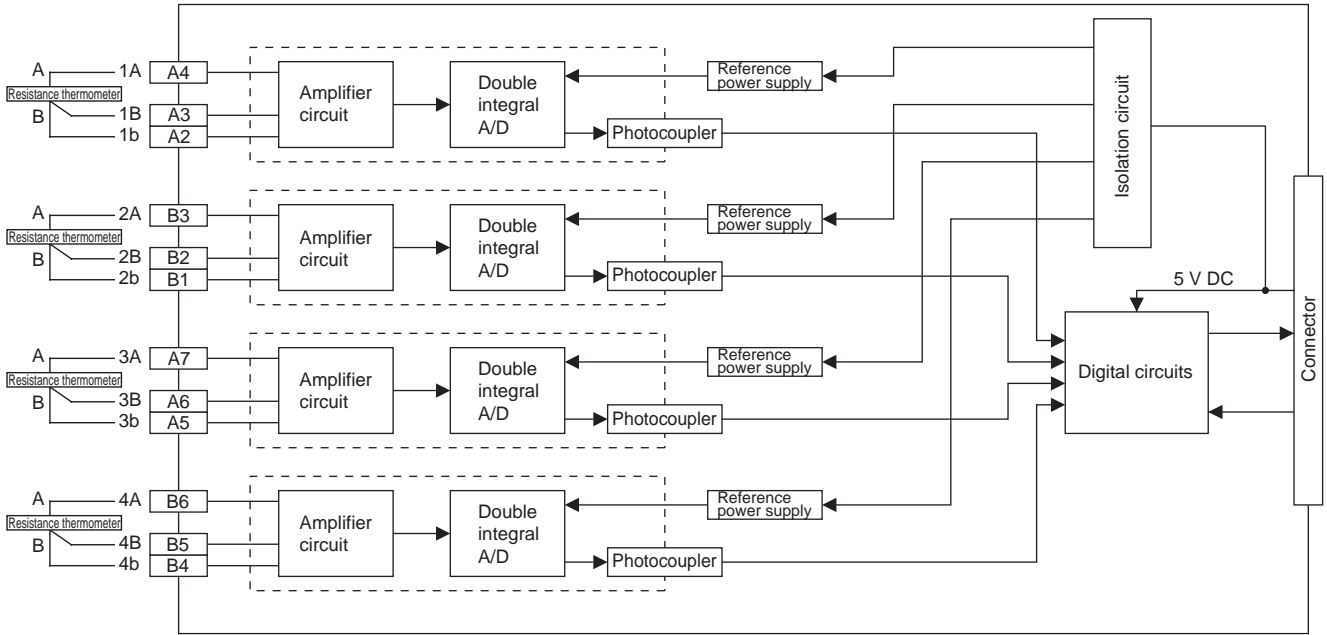 A
1A
A4
Resistance thermometer
B
1B
A3
1b
A2
Amplifier
circuit
Double
integral
A/D
Reference
power supply
Photocoupler
Isolation circuit
A
2A
B3
Resistance thermometer
B
2B
B2
2b
B1
Amplifier
circuit
Double
integral
A/D
Reference
power supply
Photocoupler
5 V DC
Connector
A
3A
A7
Resistance thermometer
B
3B
A6
3b
A5
Amplifier
circuit
Double
integral
A/D
Reference
power supply
Photocoupler
Digital circuits
A
4A
B6
Resistance thermometer
B
4B
B5
4b
B4
Amplifier
circuit
Double
integral
A/D
Reference
power supply
Photocoupler